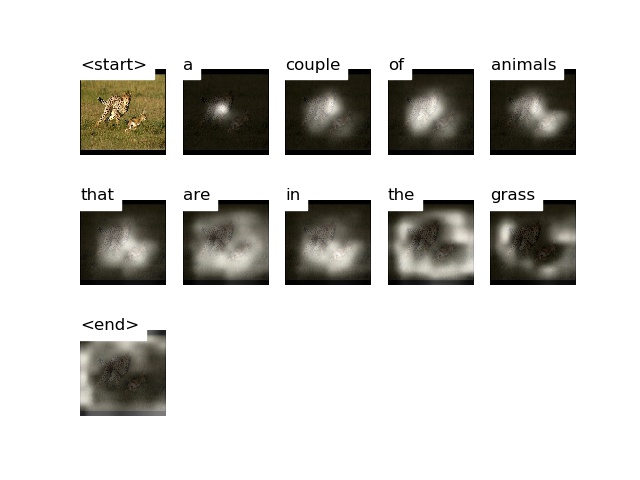 <start> a couple of animals
that are in the grass
<end>